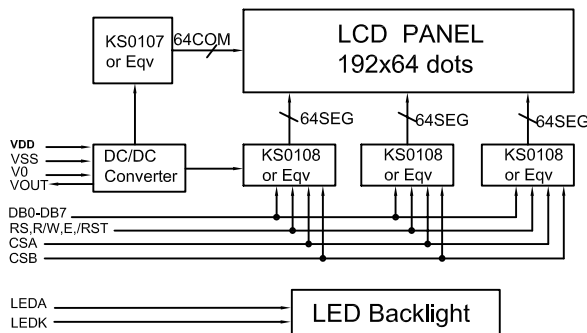 KS0107
or Eqv
64COM
LCD PANEL
192x64 dots
64SEG
64SEG
64SEG
VDD
VSS
V0
VOUT
DC/DC
Converter
KS0108
or Eqv
KS0108
or Eqv
KS0108
or Eqv
DB0-DB7
RS,R/W,E,/RST
CSA
CSB
LEDA
LEDK
LED Backlight